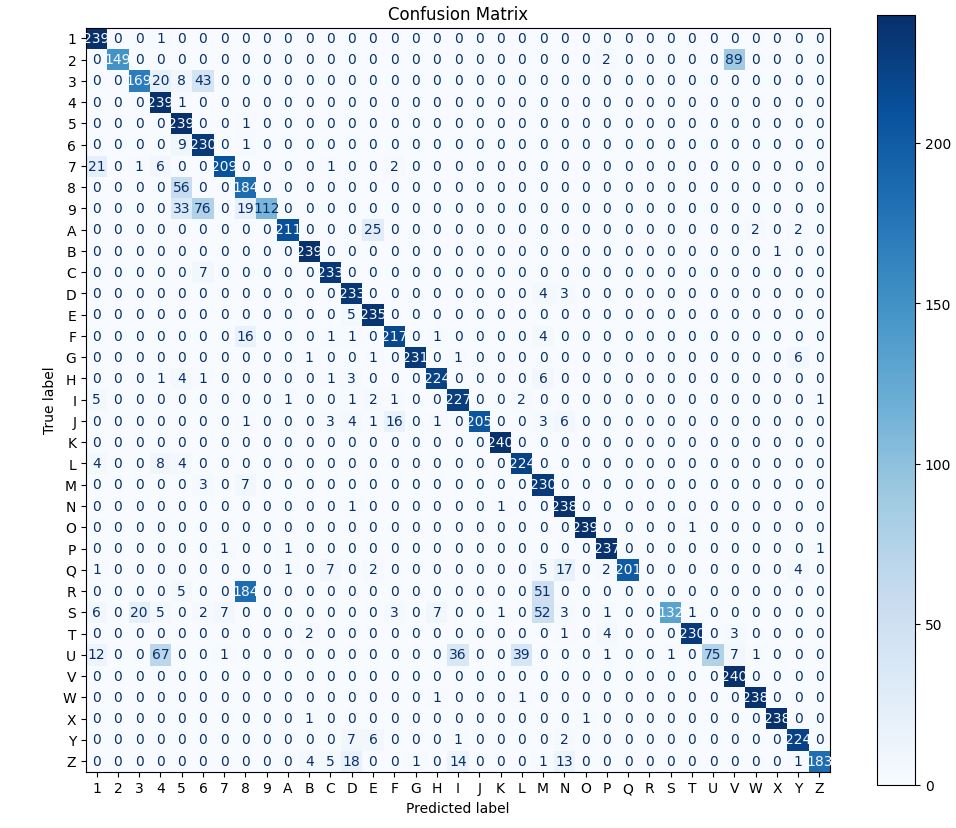 Confusion Matrix
1 239 0 0 1 0 0 0 0 0 0 0 0 0 0 0 0 0 0 0 0 0 0 0 0 0 0 0 0 0 0 0 0 0 0 0
2 0 149 0 0 0 0 0 0 0 0 0 0 0 0 0 0 0 0 0 0 0 0 0 0 2 0 0 0 0 0 89 0 0 0 0
3 0 0 169 20 8 43 0 0 0 0 0 0 0 0 0 0 0 0 0 0 0 0 0 0 0 0 0 0 0 0 0 0 0 0 0
4 0 0 0 239 1 0 0 0 0 0 0 0 0 0 0 0 0 0 0 0 0 0 0 0 0 0 0 0 0 0 0 0 0 0 0
5 0 0 0 0 239 0 0 1 0 0 0 0 0 0 0 0 0 0 0 0 0 0 0 0 0 0 0 0 0 0 0 0 0 0 0
6 0 0 0 0 9 230 0 1 0 0 0 0 0 0 0 0 0 0 0 0 0 0 0 0 0 0 0 0 0 0 0 0 0 0 0
7 21 0 1 6 0 0 209 0 0 0 0 1 0 0 2 0 0 0 0 0 0 0 0 0 0 0 0 0 0 0 0 0 0 0 0
8 0 0 0 0 56 0 0 184 0 0 0 0 0 0 0 0 0 0 0 0 0 0 0 0 0 0 0 0 0 0 0 0 0 0 0
9 0 0 0 0 33 76 0 19 112 0 0 0 0 0 0 0 0 0 0 0 0 0 0 0 0 0 0 0 0 0 0 0 0 0 0
A 0 0 0 0 0 0 0 0 0 211 0 0 0 25 0 0 0 0 0 0 0 0 0 0 0 0 0 0 0 0 0 2 0 2 0
B 0 0 0 0 0 0 0 0 0 0 239 0 0 0 0 0 0 0 0 0 0 0 0 0 0 0 0 0 0 0 0 0 1 0 0
C 0 0 0 0 0 7 0 0 0 0 0 233 0 0 0 0 0 0 0 0 0 0 0 0 0 0 0 0 0 0 0 0 0 0 0
D 0 0 0 0 0 0 0 0 0 0 0 0 233 0 0 0 0 0 0 0 0 4 3 0 0 0 0 0 0 0 0 0 0 0 0
E 0 0 0 0 0 0 0 0 0 0 0 0 5 235 0 0 0 0 0 0 0 0 0 0 0 0 0 0 0 0 0 0 0 0 0
F 0 0 0 0 0 0 0 16 0 0 0 1 1 0 217 0 1 0 0 0 0 4 0 0 0 0 0 0 0 0 0 0 0 0 0
G 0 0 0 0 0 0 0 0 0 0 1 0 0 1 0 231 0 1 0 0 0 0 0 0 0 0 0 0 0 0 0 0 0 6 0
H 0 0 0 1 4 1 0 0 0 0 0 1 3 0 0 0 224 0 0 0 0 6 0 0 0 0 0 0 0 0 0 0 0 0 0
I 5 0 0 0 0 0 0 0 0 1 0 0 1 2 1 0 0 227 0 0 2 0 0 0 0 0 0 0 0 0 0 0 0 0 1
J 0 0 0 0 0 0 0 1 0 0 0 3 4 1 16 0 1 0 205 0 0 3 6 0 0 0 0 0 0 0 0 0 0 0 0
K 0 0 0 0 0 0 0 0 0 0 0 0 0 0 0 0 0 0 0 240 0 0 0 0 0 0 0 0 0 0 0 0 0 0 0
L 4 0 0 8 4 0 0 0 0 0 0 0 0 0 0 0 0 0 0 0 224 0 0 0 0 0 0 0 0 0 0 0 0 0 0
M 0 0 0 0 0 3 0 7 0 0 0 0 0 0 0 0 0 0 0 0 0 230 0 0 0 0 0 0 0 0 0 0 0 0 0
N 0 0 0 0 0 0 0 0 0 0 0 0 1 0 0 0 0 0 0 1 0 0 238 0 0 0 0 0 0 0 0 0 0 0 0
O 0 0 0 0 0 0 0 0 0 0 0 0 0 0 0 0 0 0 0 0 0 0 0 239 0 0 0 0 1 0 0 0 0 0 0
P 0 0 0 0 0 0 1 0 0 1 0 0 0 0 0 0 0 0 0 0 0 0 0 0 237 0 0 0 0 0 0 0 0 0 1
Q 1 0 0 0 0 0 0 0 0 1 0 7 0 2 0 0 0 0 0 0 0 5 17 0 2 201 0 0 0 0 0 0 0 4 0
R 0 0 0 0 5 0 0 184 0 0 0 0 0 0 0 0 0 0 0 0 0 51 0 0 0 0 0 0 0 0 0 0 0 0 0
S 6 0 20 5 0 2 7 0 0 0 0 0 0 0 3 0 7 0 0 1 0 52 3 0 1 0 0 132 1 0 0 0 0 0 0
T 0 0 0 0 0 0 0 0 0 0 2 0 0 0 0 0 0 0 0 0 0 0 1 0 4 0 0 0 230 0 3 0 0 0 0
U 12 0 0 67 0 0 1 0 0 0 0 0 0 0 0 0 0 36 0 0 39 0 0 0 1 0 0 1 0 75 7 1 0 0 0
V 0 0 0 0 0 0 0 0 0 0 0 0 0 0 0 0 0 0 0 0 0 0 0 0 0 0 0 0 0 0 240 0 0 0 0
W 0 0 0 0 0 0 0 0 0 0 0 0 0 0 0 0 1 0 0 0 1 0 0 0 0 0 0 0 0 0 0 238 0 0 0
X 0 0 0 0 0 0 0 0 0 0 1 0 0 0 0 0 0 0 0 0 0 0 0 1 0 0 0 0 0 0 0 0 238 0 0
Y 0 0 0 0 0 0 0 0 0 0 0 0 7 6 0 0 0 1 0 0 0 0 2 0 0 0 0 0 0 0 0 0 0 224 0
Z 0 0 0 0 0 0 0 0 0 0 4 5 18 0 0 1 0 14 0 0 0 1 13 0 0 0 0 0 0 0 0 0 0 1 183
1 2 3 4 5 6 7 8 9 A B C D E F G H I J K L M N O P Q R S T U V W X Y Z
Predicted label
True label
200
150
100
50
0